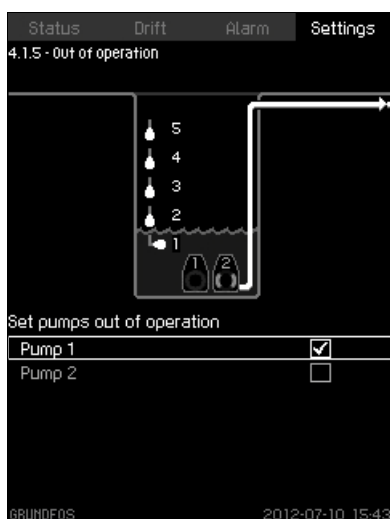 Status Drift Alarm Settings
4.1.5 - Out of operation
5
4
3
2
1
1 2
Set pumps out of operation
Pump 1
Pump 2
GRUNDFOS 2012-07-10 15:43